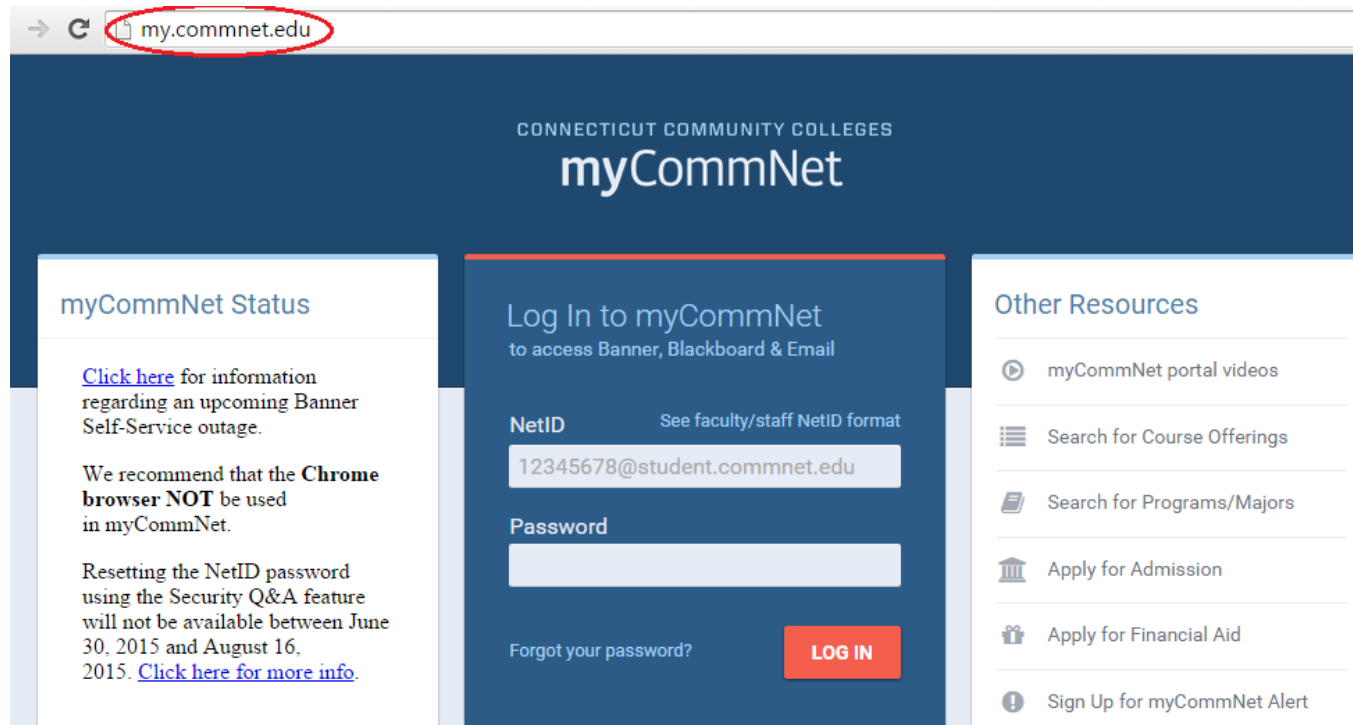 my.commnet.edu
CONNECTICUT COMMUNITY COLLEGES
myCommNet
myCommNet Status
Click here for information
regarding an upcoming Banner
Self-Service outage.
We recommend that the Chrome
browser NOT be used
in myCommNet.
Resetting the NetID password
using the Security Q&A feature
will not be available between June
30, 2015 and August 16,
2015. Click here for more info.
Log In to myCommNet
to access Banner, Blackboard & Email
NetID
See faculty/staff NetID format
12345678@student.commnet.edu
Password
Forgot your password?
LOG IN
Other Resources
myCommNet portal videos
Search for Course Offerings
Search for Programs/Majors
Apply for Admission
Apply for Financial Aid
Sign Up for myCommNet Alert